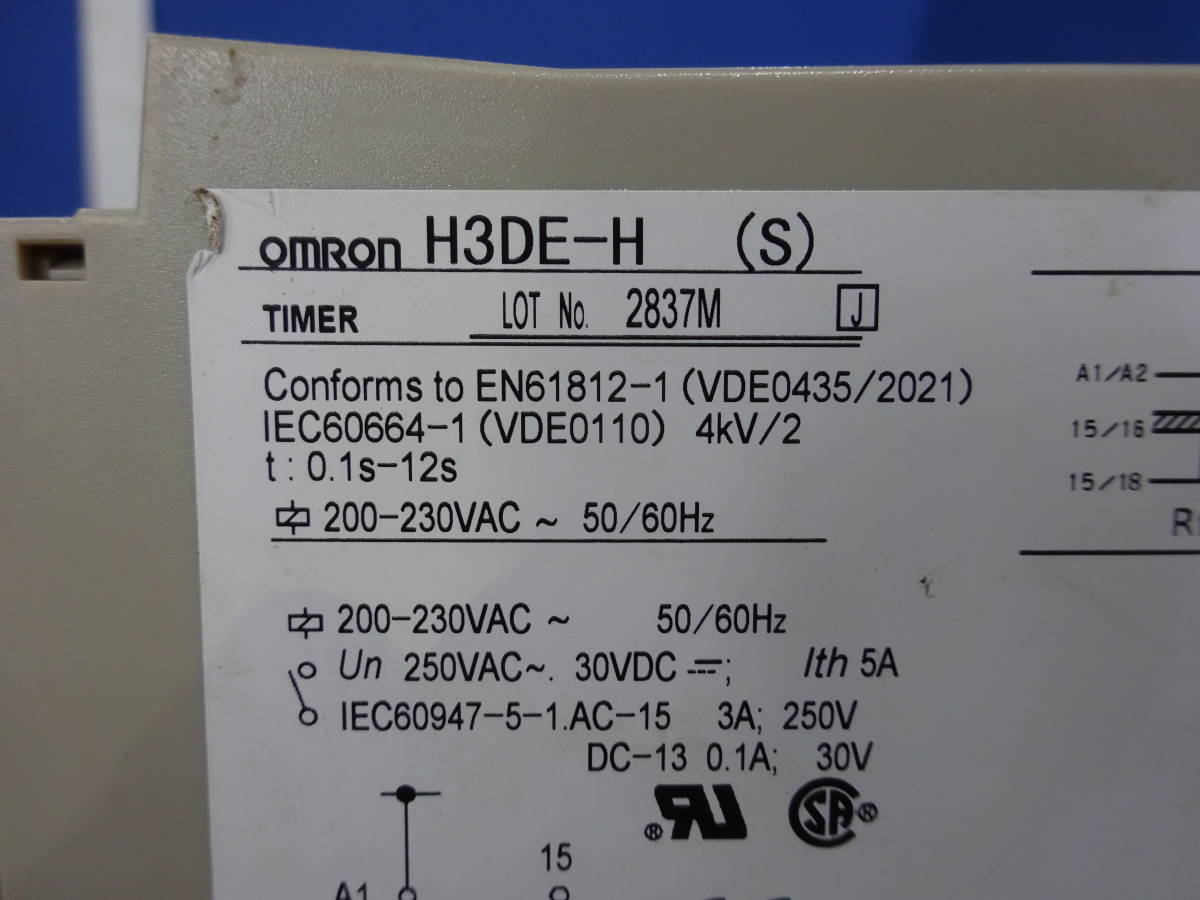 OMRON H3DE-H (S)
TIMER LOT No. 2837M J
Conforms to EN61812-1 (VDE0435/2021)
IEC60664-1 (VDE0110) 4kV/2
t : 0.1s-12s
200-230VAC ~ 50/60Hz
200-230VAC ~ 50/60Hz
Un 250VAC~. 30VDC ⎓; Ith 5A
IEC60947-5-1.AC-15 3A; 250V
DC-13 0.1A; 30V
®UR SA®
15
A1
A1/A2
15/16
15/18